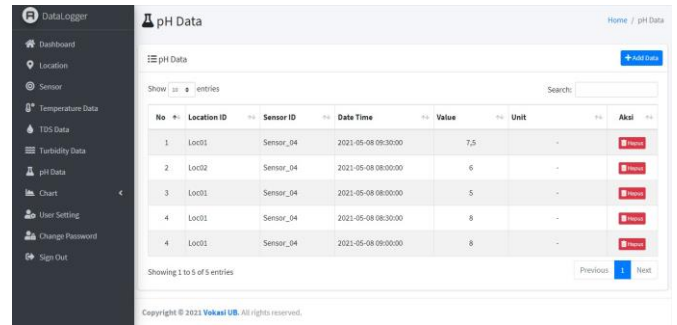 DataLogger
Dashboard
Location
Sensor
Temperature Data
TDS Data
Turbidity Data
pH Data
Chart
User Setting
Change Password
Sign Out
pH Data
Home / pH Data
pH Data
+ Add Data
Show 10 entries
Search:
No Location ID Sensor ID Date Time Value Unit Aksi
1 Loc01 Sensor_04 2021-05-08 09:30:00 7,5 - Hapus
2 Loc02 Sensor_04 2021-05-08 08:00:00 6 - Hapus
3 Loc01 Sensor_04 2021-05-08 08:00:00 5 - Hapus
4 Loc01 Sensor_04 2021-05-08 08:30:00 8 - Hapus
4 Loc01 Sensor_04 2021-05-08 09:00:00 8 - Hapus
Showing 1 to 5 of 5 entries
Previous 1 Next
Copyright © 2021 Vokasi UB. All rights reserved.